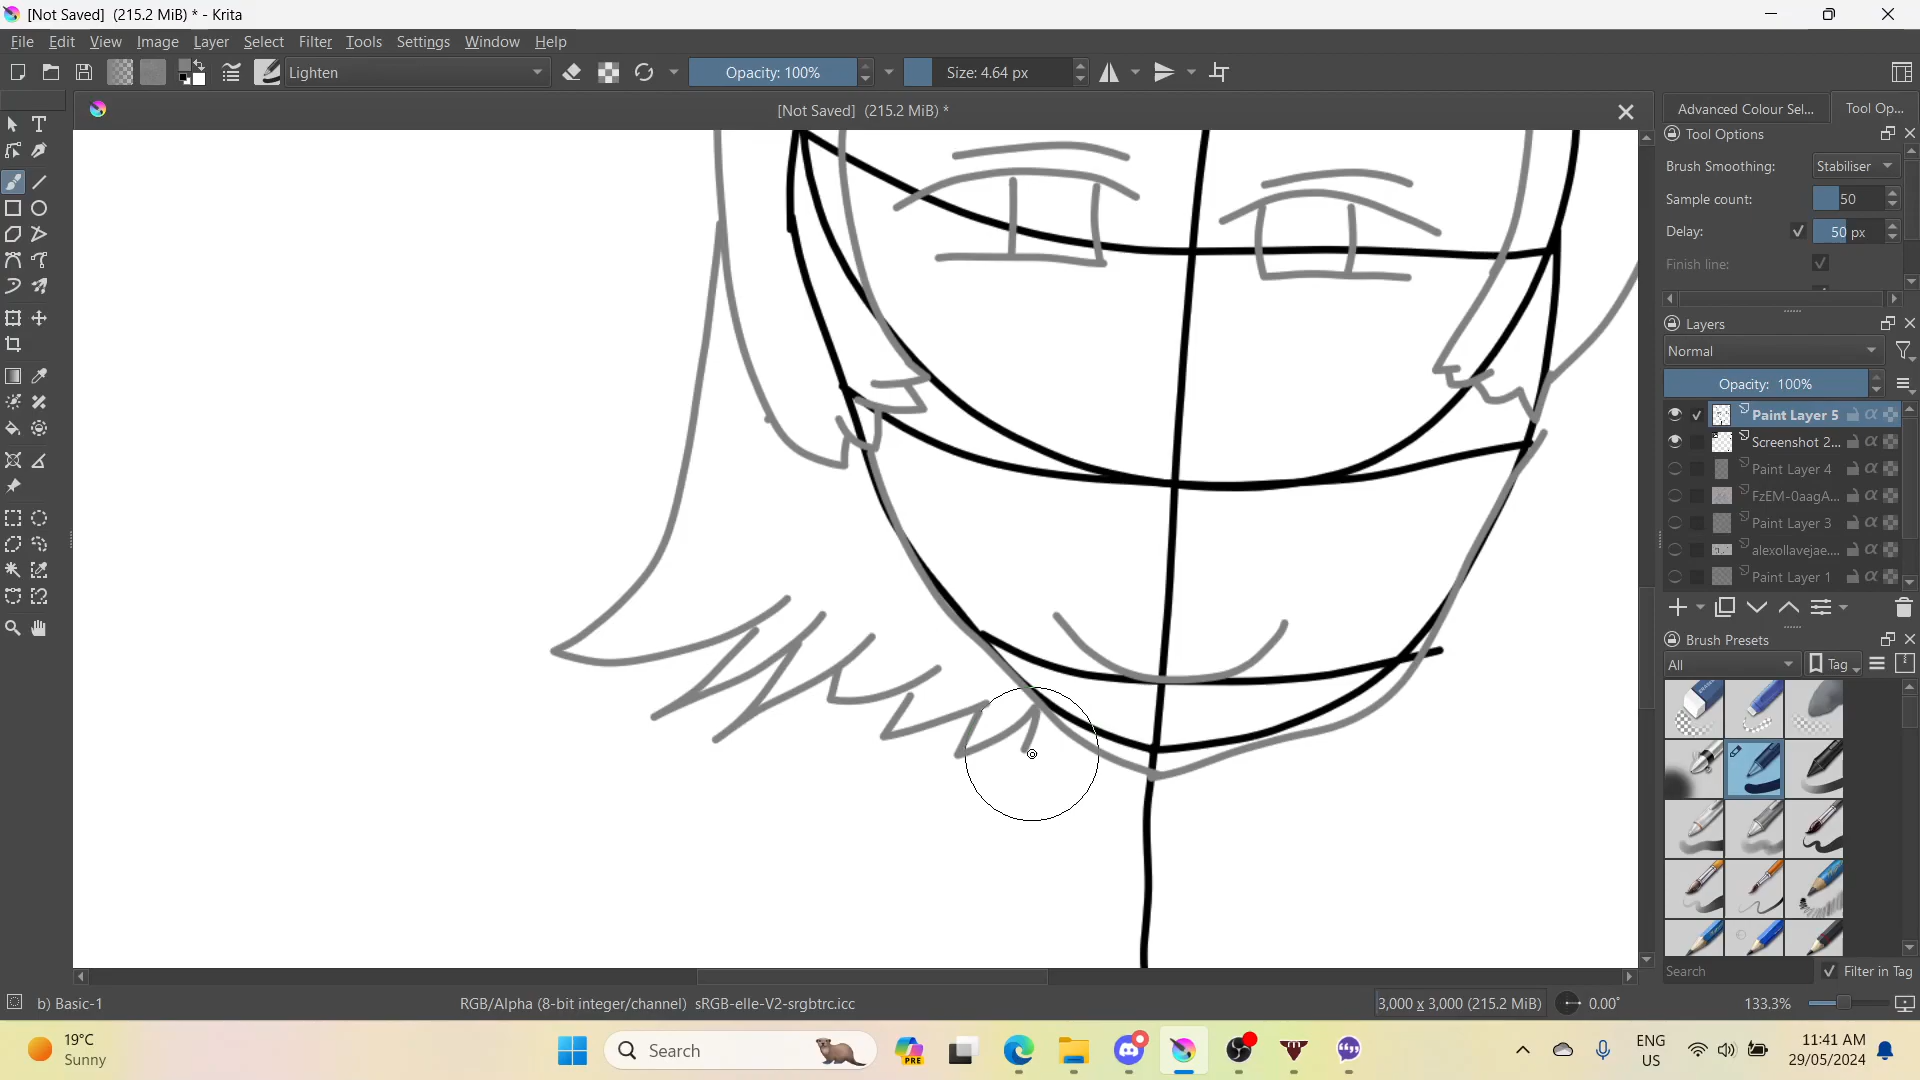 [Not Saved]  (215.2 MiB) * - Krita
File Edit View Image Layer Select Filter Tools Settings Window Help
Lighten Opacity: 100% Size: 4.64 px
[Not Saved]  (215.2 MiB) *
Advanced Colour Sel... Tool Op...
Tool Options
Brush Smoothing: Stabiliser
Sample count: 50
Delay: 50 px
Finish line:
Layers
Normal
Opacity:  100%
Paint Layer 5
Screenshot 2...
Paint Layer 4
FzEM-0aagA...
Paint Layer 3
alexollavejae....
Paint Layer 1
Brush Presets
All Tag
Search Filter in Tag
b) Basic-1 RGB/Alpha (8-bit integer/channel)  sRGB-elle-V2-srgbtrc.icc 3,000 x 3,000 (215.2 MiB) 0.00° 133.3%
19°C
Sunny
Search
PRE
ENG
US
11:41 AM
29/05/2024